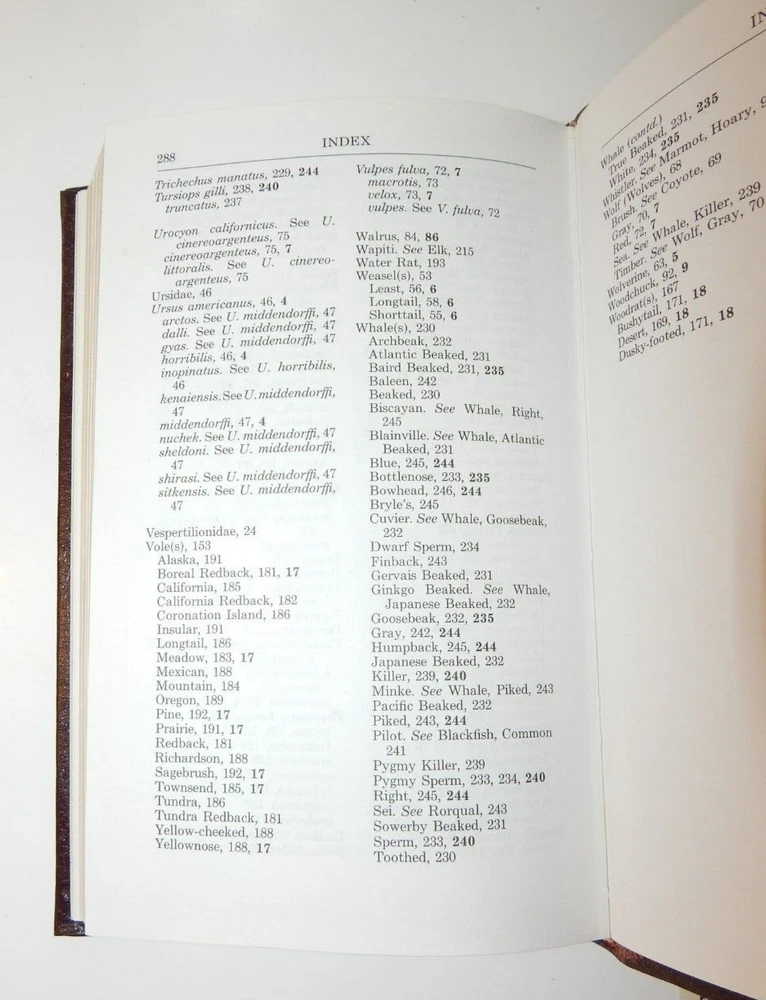 288
INDEX
Trichechus manatus, 229, 244
Tursiops gilli, 238, 240
truncatus, 237
Urocyon californicus. See U.
cinereoargenteus, 75
cinereoargenteus, 75, 7
littoralis. See U. cinereo-
argenteus, 75
Ursidae, 46
Ursus americanus, 46, 4
arctos. See U. middendorffi, 47
dalli. See U. middendorffi, 47
gyas. See U. middendorffi, 47
horribilis, 46, 4
inopinatus. See U. horribilis,
46
kenaiensis. See U. middendorffi,
47
middendorffi, 47, 4
nuchek. See U. middendorffi, 47
sheldoni. See U. middendorffi,
47
shirasi. See U. middendorffi, 47
sitkensis. See U. middendorffi,
47
Vespertilionidae, 24
Vole(s), 153
Alaska, 191
Boreal Redback, 181, 17
California, 185
California Redback, 182
Coronation Island, 186
Insular, 191
Longtail, 186
Meadow, 183, 17
Mexican, 188
Mountain, 184
Oregon, 189
Pine, 192, 17
Prairie, 191, 17
Redback, 181
Richardson, 188
Sagebrush, 192, 17
Townsend, 185, 17
Tundra, 186
Tundra Redback, 181
Yellow-cheeked, 188
Yellownose, 188, 17
Vulpes fulva, 72, 7
macrotis, 73
velox, 73, 7
vulpes. See V. fulva, 72
Walrus, 84, 86
Wapiti. See Elk, 215
Water Rat, 193
Weasel(s), 53
Least, 56, 6
Longtail, 58, 6
Shorttail, 55, 6
Whale(s), 230
Archbeak, 232
Atlantic Beaked, 231
Baird Beaked, 231, 235
Baleen, 242
Beaked, 230
Biscayan. See Whale, Right,
245
Blainville. See Whale, Atlantic
Beaked, 231
Blue, 245, 244
Bottlenose, 233, 235
Bowhead, 246, 244
Bryle's, 245
Cuvier. See Whale, Goosebeak,
232
Dwarf Sperm, 234
Finback, 243
Gervais Beaked, 231
Ginkgo Beaked. See Whale,
Japanese Beaked, 232
Goosebeak, 232, 235
Gray, 242, 244
Humpback, 245, 244
Japanese Beaked, 232
Killer, 239, 240
Minke. See Whale, Piked, 243
Pacific Beaked, 232
Piked, 243, 244
Pilot. See Blackfish, Common
241
Pygmy Killer, 239
Pygmy Sperm, 233, 234, 240
Right, 245, 244
Sei. See Rorqual, 243
Sowerby Beaked, 231
Sperm, 233, 240
Toothed, 230
Whale (contd.)
True Beaked, 231, 235
White, 234, 235
Whistler. See Marmot, Hoary,
Wolf (Wolves), 68
Brush. See Coyote, 69
Gray, 70, 7
Red, 72, 7
Sea. See Whale, Killer, 239
Timber. See Wolf, Gray, 70
Wolverine, 63, 5
Woodchuck, 92, 9
Woodrat(s), 167
Bushytail, 171, 18
Desert, 169, 18
Dusky-footed, 171, 18